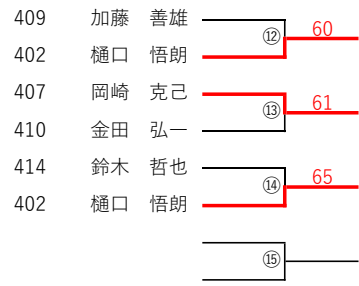 409 加藤 善雄
⑫ 60
402 樋口 悟朗
407 岡崎 克己
⑬ 61
410 金田 弘一
414 鈴木 哲也
⑭ 65
402 樋口 悟朗
⑮